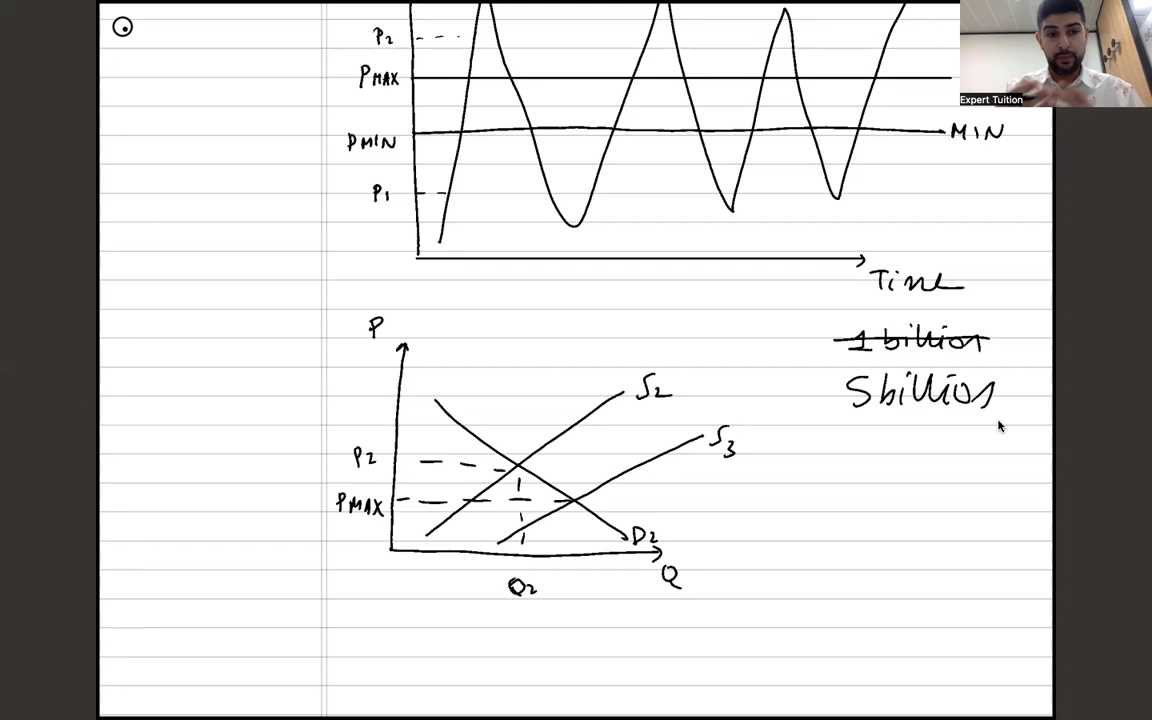 P2
PMAX
Expert Tuition
PMIN
MIN
P1
Time
P
1 billion
S2
5 billion
S3
P2
PMAX
D2
Q2
Q